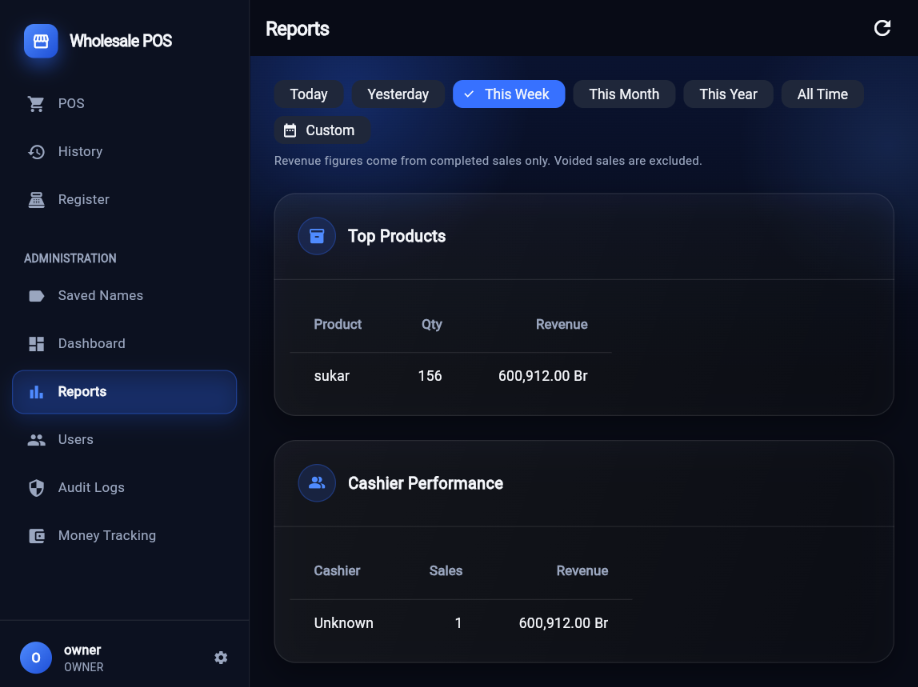 Wholesale POS
POS
History
Register
ADMINISTRATION
Saved Names
Dashboard
Reports
Users
Audit Logs
Money Tracking
O
owner
OWNER
Reports
Today Yesterday This Week This Month This Year All Time
Custom
Revenue figures come from completed sales only. Voided sales are excluded.
Top Products
Product Qty Revenue
sukar 156 600,912.00 Br
Cashier Performance
Cashier Sales Revenue
Unknown 1 600,912.00 Br